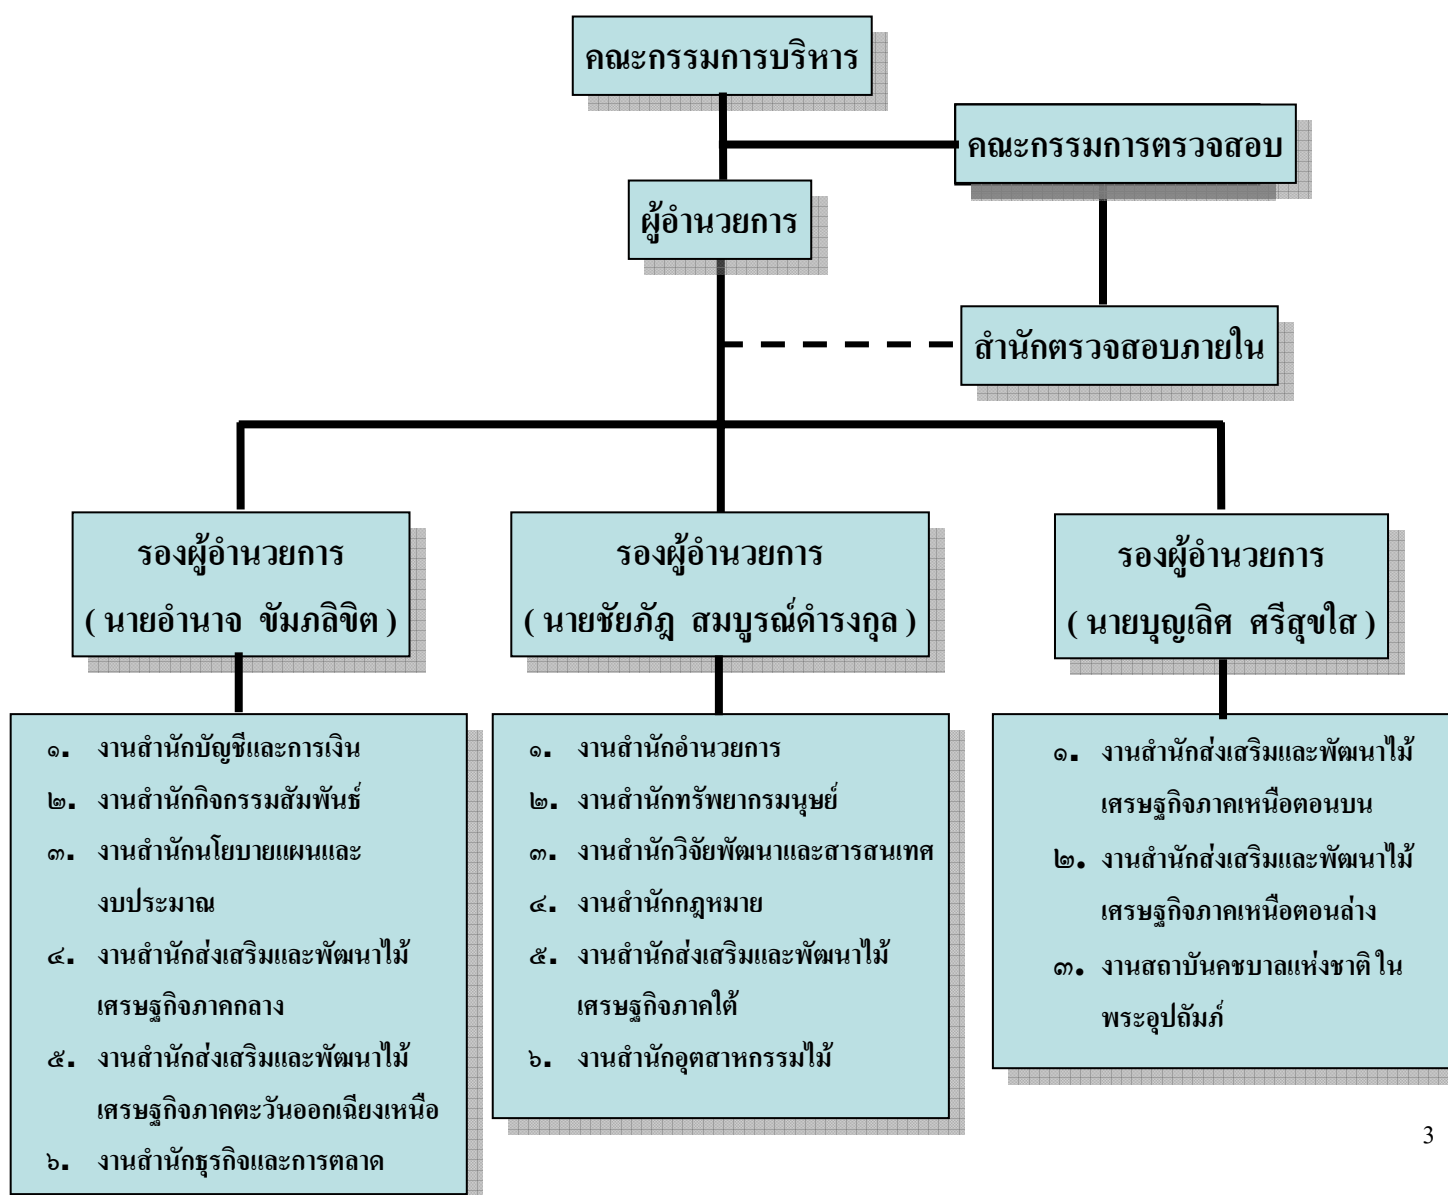 คณะกรรมการบริหาร
คณะกรรมการตรวจสอบ
ผู้อำนวยการ
สำนักตรวจสอบภายใน
รองผู้อำนวยการ
( นายอำนาจ ขัมภลิขิต )
รองผู้อำนวยการ
( นายชัยภัฎ สมบูรณ์ดำรงกุล )
รองผู้อำนวยการ
( นายบุญเลิศ ศรีสุขใส )
๑. งานสำนักบัญชีและการเงิน
๒. งานสำนักกิจกรรมสัมพันธ์
๓. งานสำนักนโยบายแผนและ
งบประมาณ
๔. งานสำนักส่งเสริมและพัฒนาไม้
เศรษฐกิจภาคกลาง
๕. งานสำนักส่งเสริมและพัฒนาไม้
เศรษฐกิจภาคตะวันออกเฉียงเหนือ
๖. งานสำนักธุรกิจและการตลาด
๑. งานสำนักอำนวยการ
๒. งานสำนักทรัพยากรมนุษย์
๓. งานสำนักวิจัยพัฒนาและสารสนเทศ
๔. งานสำนักกฎหมาย
๕. งานสำนักส่งเสริมและพัฒนาไม้
เศรษฐกิจภาคใต้
๖. งานสำนักอุตสาหกรรมไม้
๑. งานสำนักส่งเสริมและพัฒนาไม้
เศรษฐกิจภาคเหนือตอนบน
๒. งานสำนักส่งเสริมและพัฒนาไม้
เศรษฐกิจภาคเหนือตอนล่าง
๓. งานสถาบันคชบาลแห่งชาติ ใน
พระอุปถัมภ์
3